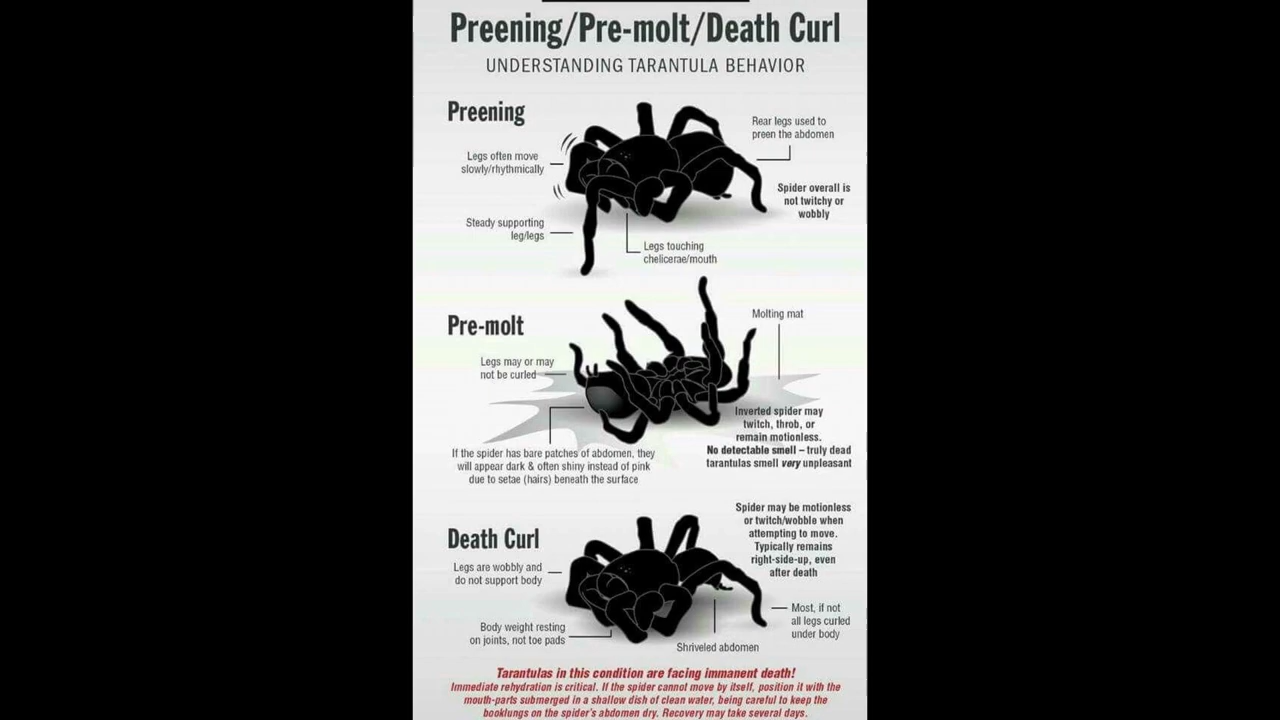 Preening/Pre-molt/Death Curl
UNDERSTANDING TARANTULA BEHAVIOR
Preening
Rear legs used to
preen the abdomen
Legs often move
slowly/rhythmically
Spider overall is
not twitchy or
wobbly
Steady supporting
leg/legs
Legs touching
chelicerae/mouth
Pre-molt
Molting mat
Legs may or may
not be curled
Inverted spider may
twitch, throb, or
remain motionless.
No detectable smell – truly dead
tarantulas smell very unpleasant
If the spider has bare patches of abdomen, they
will appear dark & often shiny instead of pink
due to setae (hairs) beneath the surface
Death Curl
Spider may be motionless
or twitch/wobble when
attempting to move.
Typically remains
right-side-up, even
after death
Legs are wobbly and
do not support body
Most, if not
all legs curled
under body
Body weight resting
on joints, not toe pads
Shriveled abdomen
Tarantulas in this condition are facing immanent death!
Immediate rehydration is critical. If the spider cannot move by itself, position it with the
mouth-parts submerged in a shallow dish of clean water, being careful to keep the
booklungs on the spider's abdomen dry. Recovery may take several days.